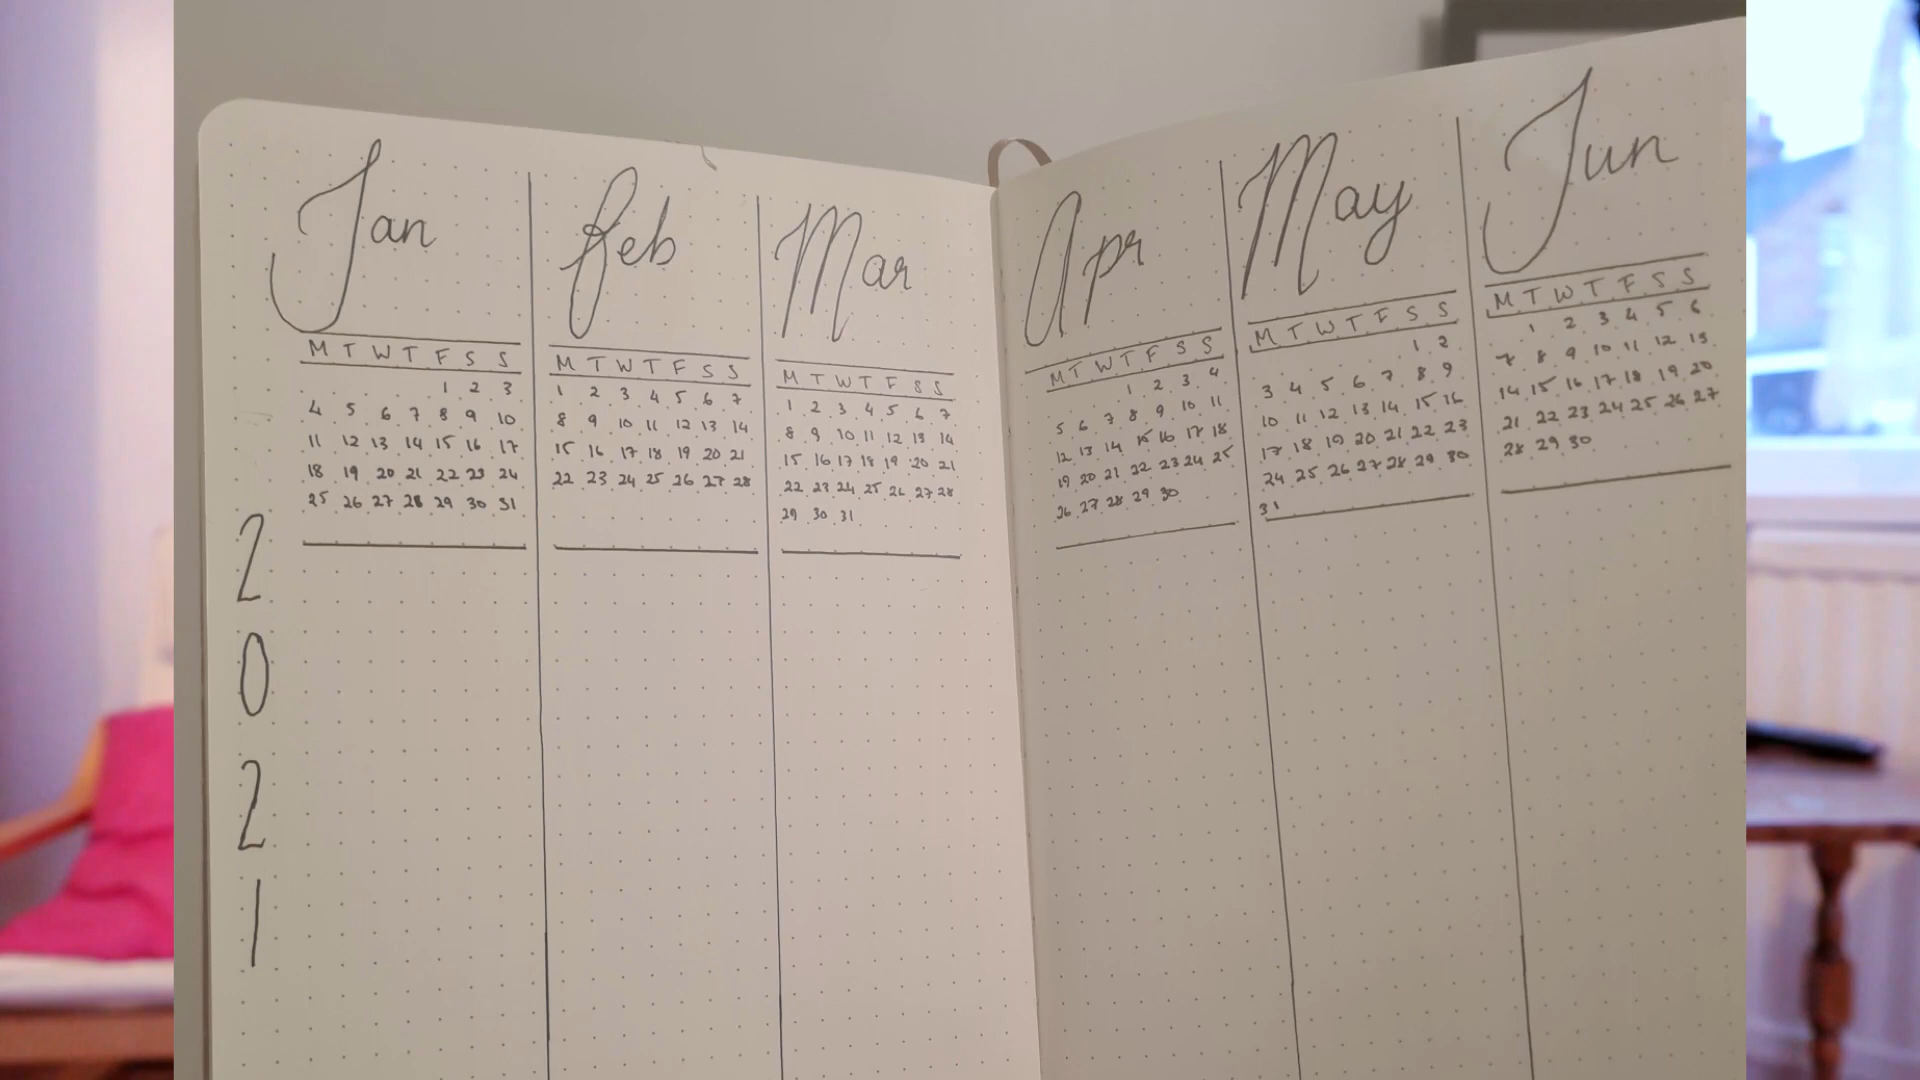 Jan
M T W T F S S
1 2 3
4 5 6 7 8 9 10
11 12 13 14 15 16 17
18 19 20 21 22 23 24
25 26 27 28 29 30 31
Feb
M T W T F S S
1 2 3 4 5 6 7
8 9 10 11 12 13 14
15 16 17 18 19 20 21
22 23 24 25 26 27 28
Mar
M T W T F S S
1 2 3 4 5 6 7
8 9 10 11 12 13 14
15 16 17 18 19 20 21
22 23 24 25 26 27 28
29 30 31
2
0
2
1
Apr
M T W T F S S
1 2 3 4
5 6 7 8 9 10 11
12 13 14 15 16 17 18
19 20 21 22 23 24 25
26 27 28 29 30
May
M T W T F S S
1 2
3 4 5 6 7 8 9
10 11 12 13 14 15 16
17 18 19 20 21 22 23
24 25 26 27 28 29 30
31
Jun
M T W T F S S
1 2 3 4 5 6
7 8 9 10 11 12 13
14 15 16 17 18 19 20
21 22 23 24 25 26 27
28 29 30